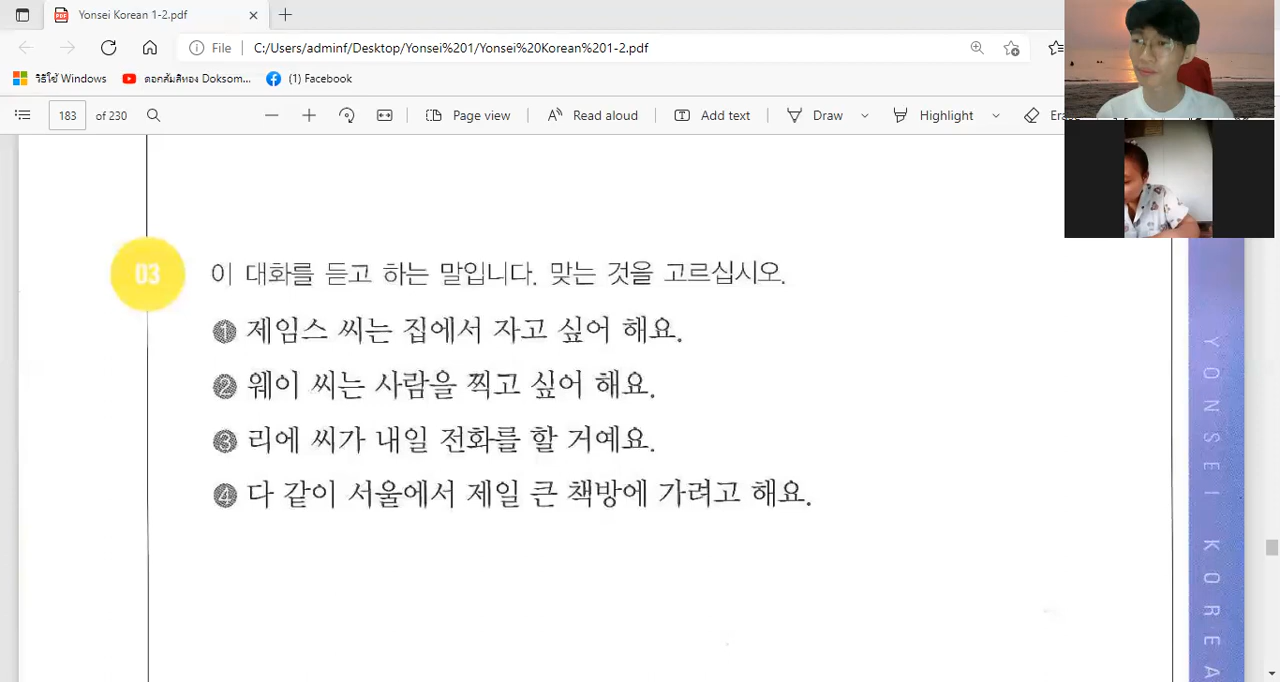 Yonsei Korean 1-2.pdf
File C:/Users/adminf/Desktop/Yonsei%201/Yonsei%20Korean%201-2.pdf
วิธีใช้ Windows ดอกส้มสีทอง Doksom... (1) Facebook
183 of 230 Page view Read aloud Add text Draw Highlight
03 이 대화를 듣고 하는 말입니다. 맞는 것을 고르십시오.
① 제임스 씨는 집에서 자고 싶어 해요.
② 웨이 씨는 사람을 찍고 싶어 해요.
③ 리에 씨가 내일 전화를 할 거예요.
④ 다 같이 서울에서 제일 큰 책방에 가려고 해요.
YONSEI KOREA